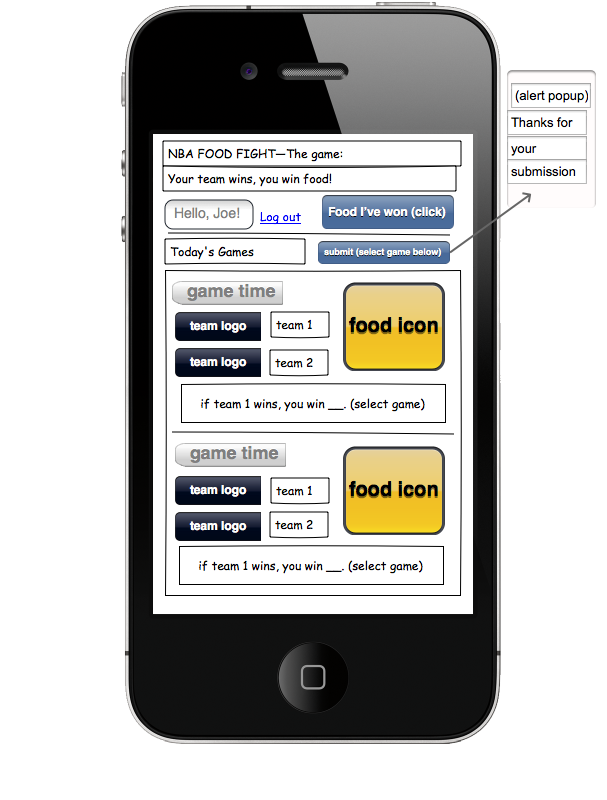 NBA FOOD FIGHT—The game:
Your team wins, you win food!
Hello, Joe!
Log out
Food I've won (click)
Today's Games
submit (select game below)
(alert popup)
Thanks for
your
submission
game time
team logo
team 1
team logo
team 2
food icon
if team 1 wins, you win __. (select game)
game time
team logo
team 1
team logo
team 2
food icon
if team 1 wins, you win __. (select game)